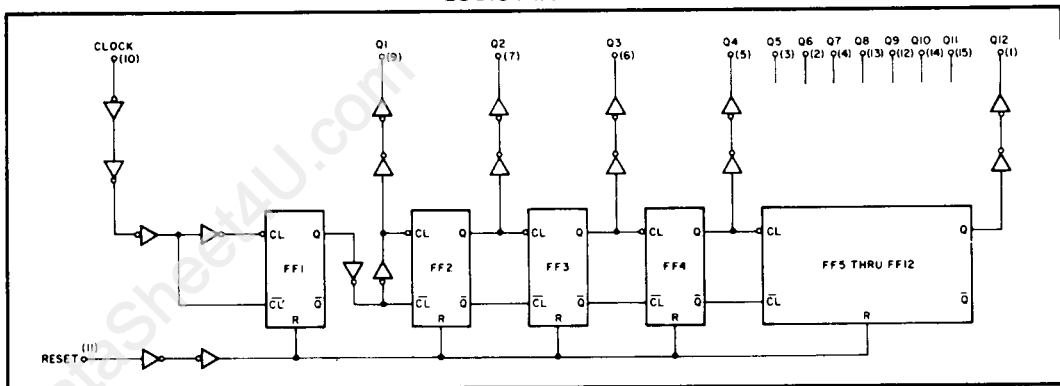 CLOCK
(10)
Q1
(9)
Q2
(7)
Q3
(6)
Q4
(5)
Q5
(3)
Q6
(2)
Q7
(4)
Q8
(13)
Q9
(12)
Q10
(14)
Q11
(15)
Q12
(1)
CL Q
FF1
CL Q
R
CL Q
FF2
CL Q
R
CL Q
FF3
CL Q
R
CL Q
FF4
CL Q
R
CL Q
FF5 THRU FF12
CL Q
R
RESET (11)
ataSheet4U.com